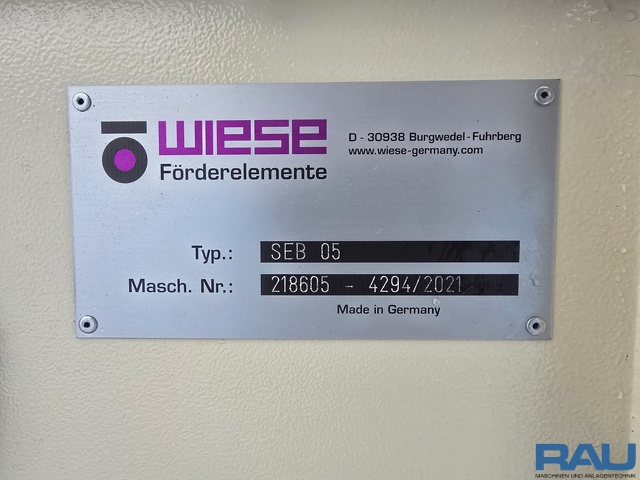 WIESE
Förderelemente
D - 30938 Burgwedel-Fuhrberg
www.wiese-germany.com
Typ.: SEB 05
Masch. Nr.: 218605 - 4294/2021
Made in Germany
RAU
MASCHINEN UND ANLAGENTECHNIK